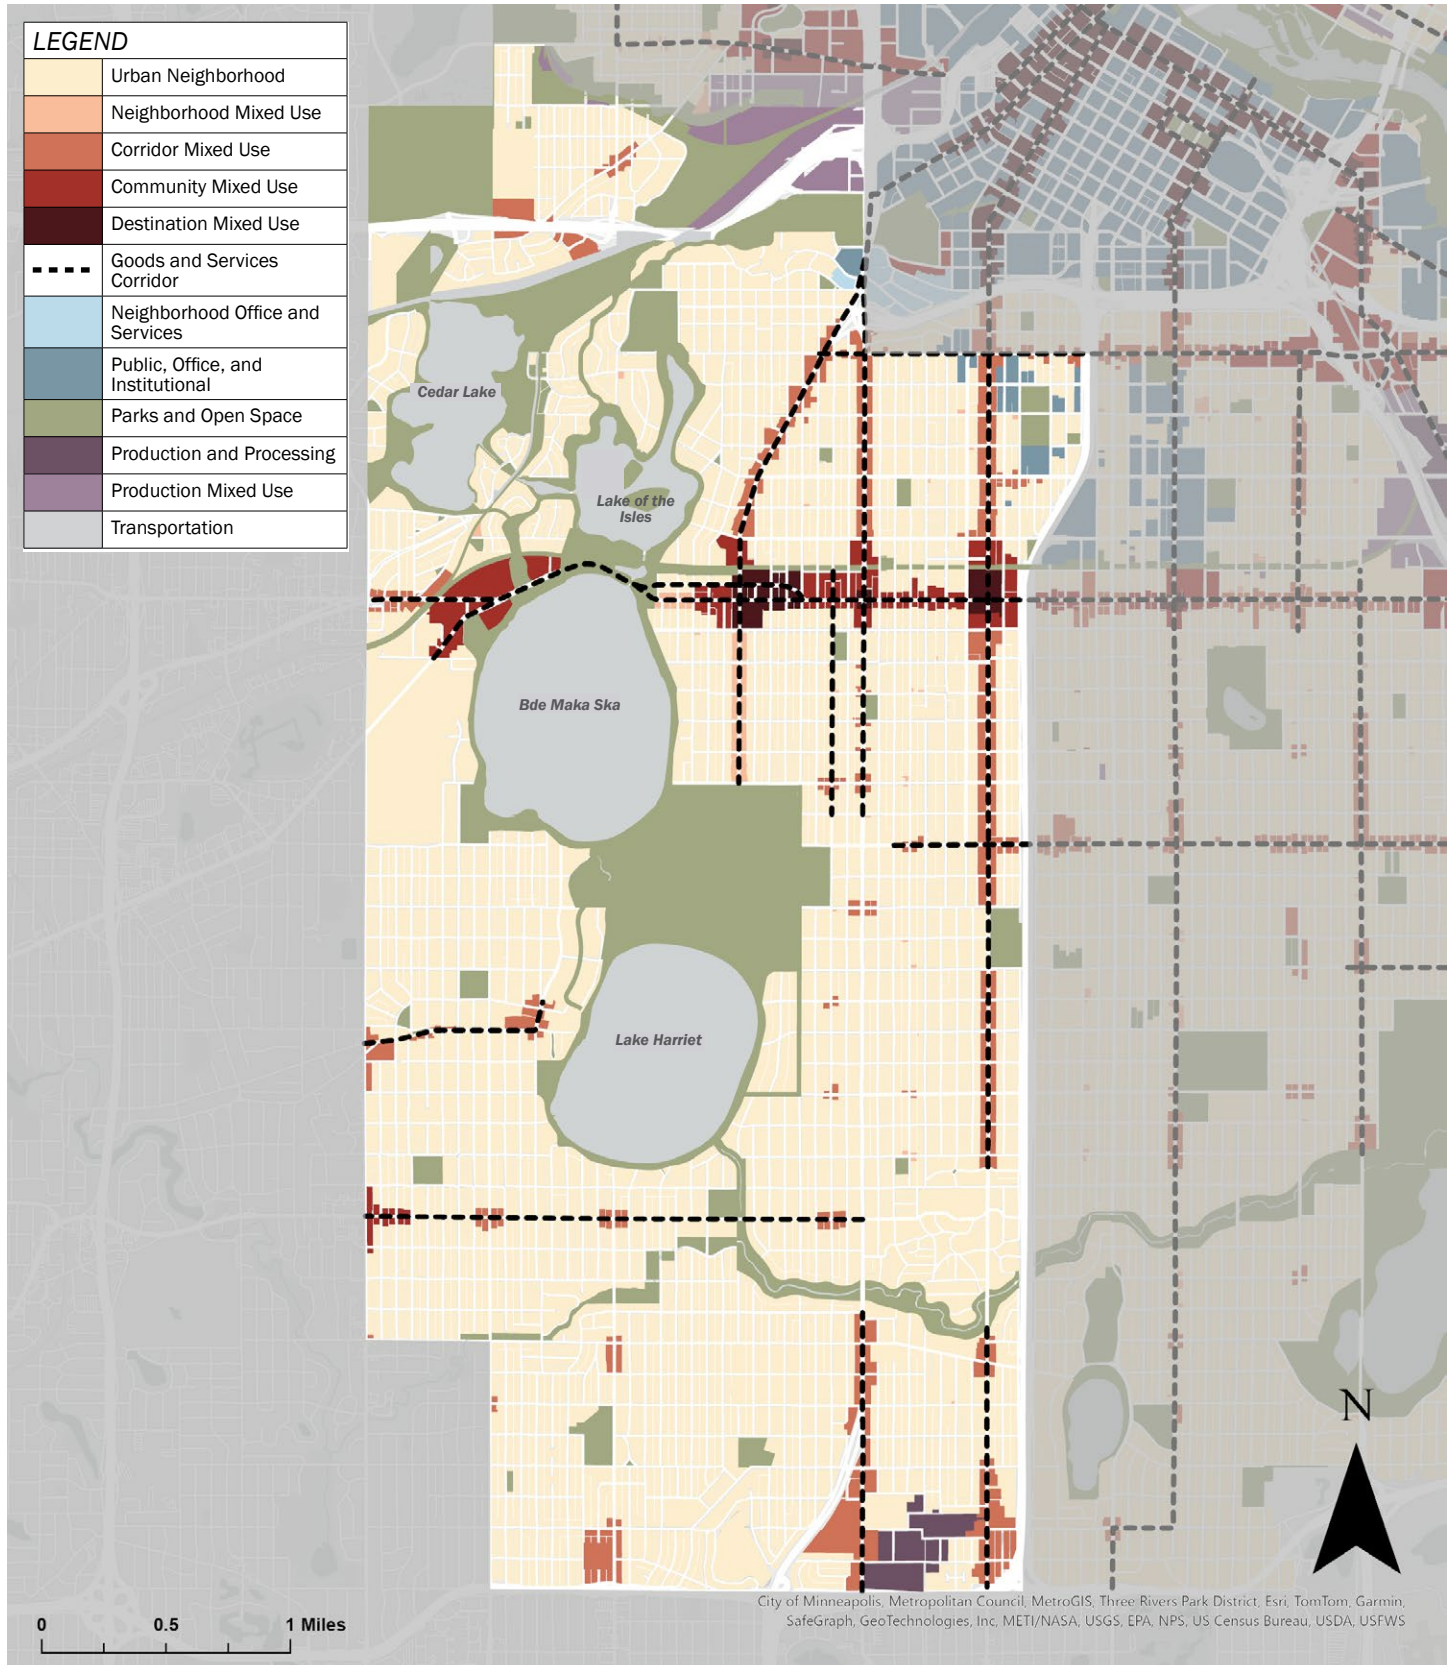 LEGEND
Urban Neighborhood
Neighborhood Mixed Use
Corridor Mixed Use
Community Mixed Use
Destination Mixed Use
Goods and Services
Corridor
Neighborhood Office and
Services
Public, Office, and
Institutional
Parks and Open Space
Production and Processing
Production Mixed Use
Transportation
Cedar Lake
Lake of the
Isles
Bde Maka Ska
Lake Harriet
N
City of Minneapolis, Metropolitan Council, MetroGIS, Three Rivers Park District, Esri, TomTom, Garmin,
SafeGraph, GeoTechnologies, Inc, METI/NASA, USGS, EPA, NPS, US Census Bureau, USDA, USFWS
0 0.5 1 Miles